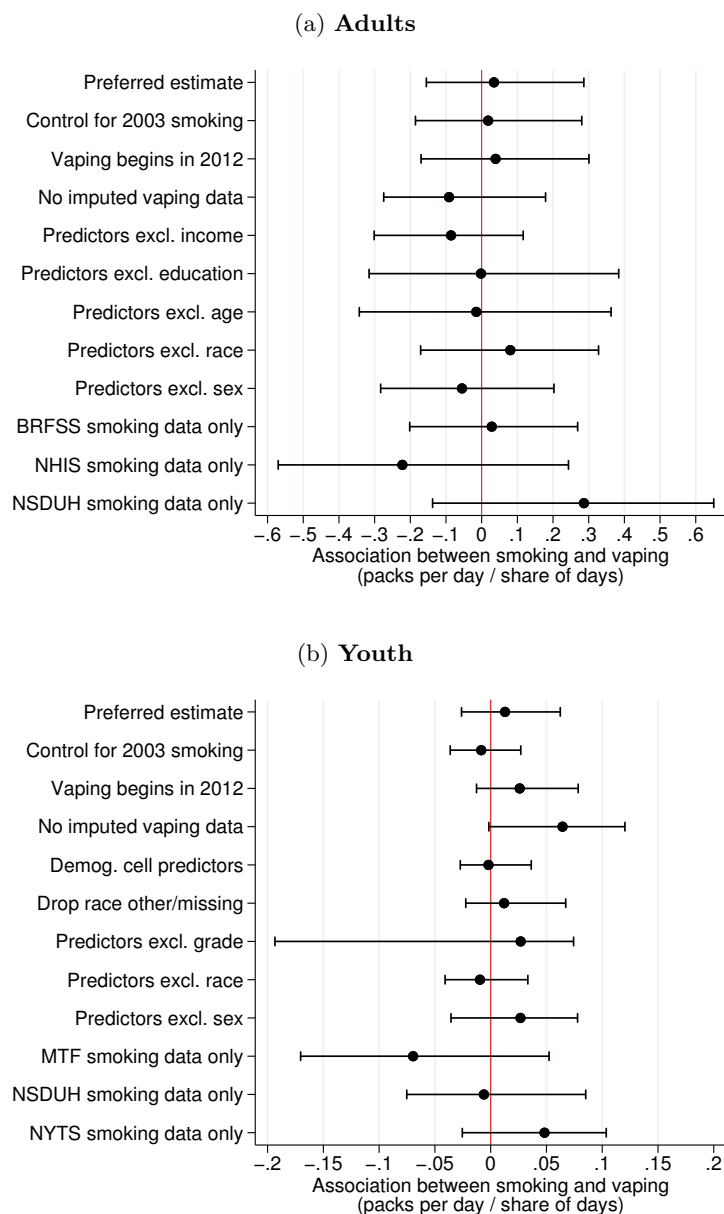 (a) Adults
Preferred estimate
Control for 2003 smoking
Vaping begins in 2012
No imputed vaping data
Predictors excl. income
Predictors excl. education
Predictors excl. age
Predictors excl. race
Predictors excl. sex
BRFSS smoking data only
NHIS smoking data only
NSDUH smoking data only
-.6 -.5 -.4 -.3 -.2 -.1 0 .1 .2 .3 .4 .5 .6
Association between smoking and vaping
(packs per day / share of days)
(b) Youth
Preferred estimate
Control for 2003 smoking
Vaping begins in 2012
No imputed vaping data
Demog. cell predictors
Drop race other/missing
Predictors excl. grade
Predictors excl. race
Predictors excl. sex
MTF smoking data only
NSDUH smoking data only
NYTS smoking data only
-.2 -.15 -.1 -.05 0 .05 .1 .15 .2
Association between smoking and vaping
(packs per day / share of days)